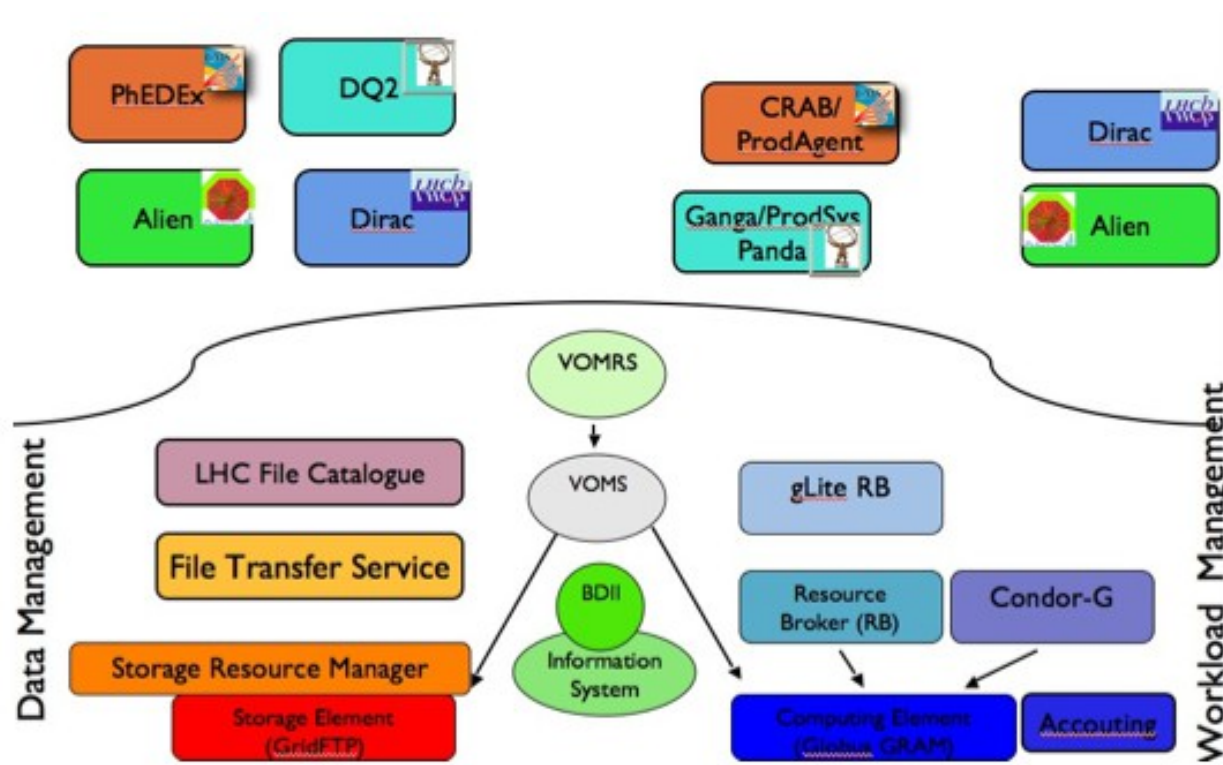 PhEDEx
DQ2
CRAB/
ProdAgent
Dirac
LHCb
Alien
Dirac
LHCb
Ganga/ProdSys
Panda
Alien
VOMRS
Data Management
LHC File Catalogue
VOMS
gLite RB
Workload Management
File Transfer Service
BDII
Resource
Broker (RB)
Condor-G
Storage Resource Manager
Information
System
Storage Element
(GridFTP)
Computing Element
(Globus GRAM)
Accouting